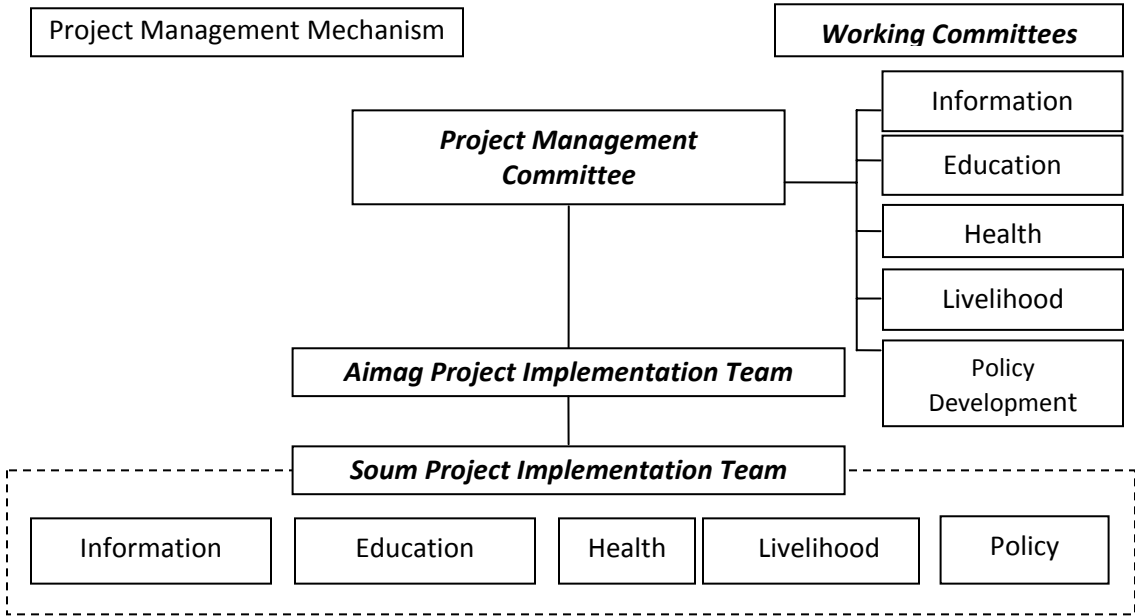 Project Management Mechanism
Working Committees
Information
Project Management
Committee
Education
Health
Livelihood
Policy
Development
Aimag Project Implementation Team
Soum Project Implementation Team
Information
Education
Health
Livelihood
Policy